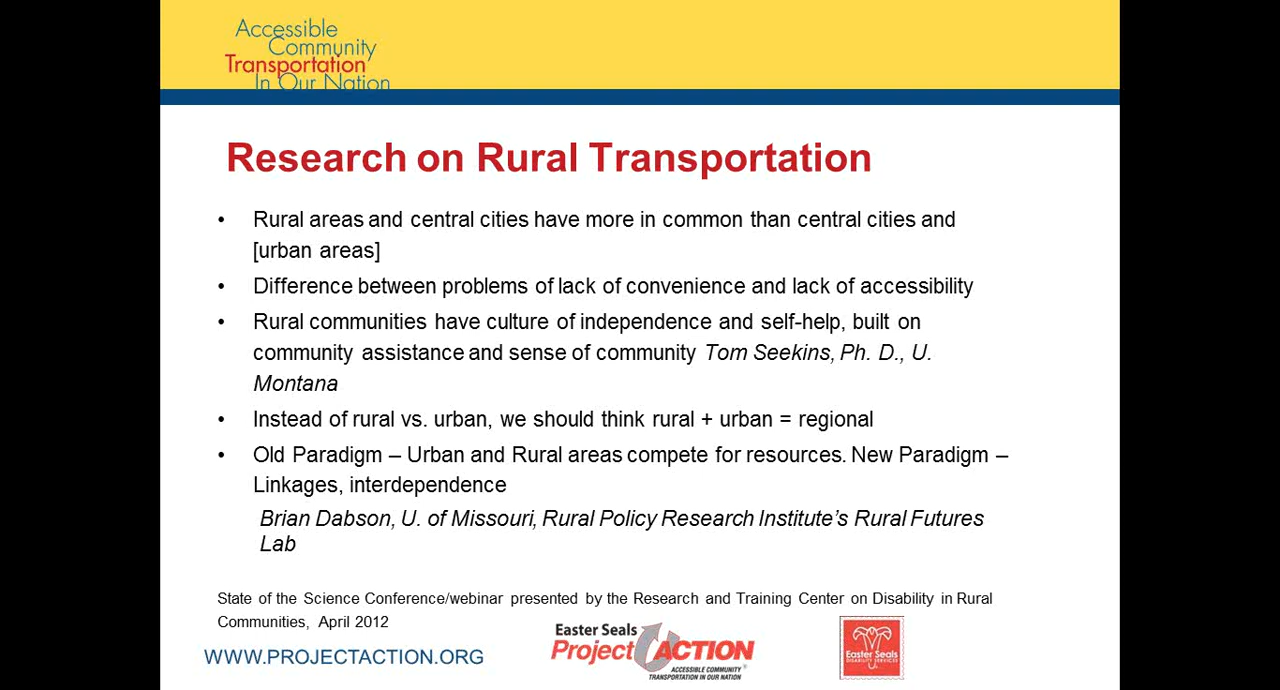 Accessible
Community
Transportation
In Our Nation
Research on Rural Transportation
• Rural areas and central cities have more in common than central cities and
[urban areas]
• Difference between problems of lack of convenience and lack of accessibility
• Rural communities have culture of independence and self-help, built on
community assistance and sense of community Tom Seekins, Ph. D., U.
Montana
• Instead of rural vs. urban, we should think rural + urban = regional
• Old Paradigm – Urban and Rural areas compete for resources. New Paradigm –
Linkages, interdependence
Brian Dabson, U. of Missouri, Rural Policy Research Institute’s Rural Futures
Lab
State of the Science Conference/webinar presented by the Research and Training Center on Disability in Rural
Communities, April 2012
WWW.PROJECTACTION.ORG
Easter Seals
Project ACTION
ACCESSIBLE COMMUNITY
TRANSPORTATION IN OUR NATION
Easter Seals
DISABILITY SERVICES